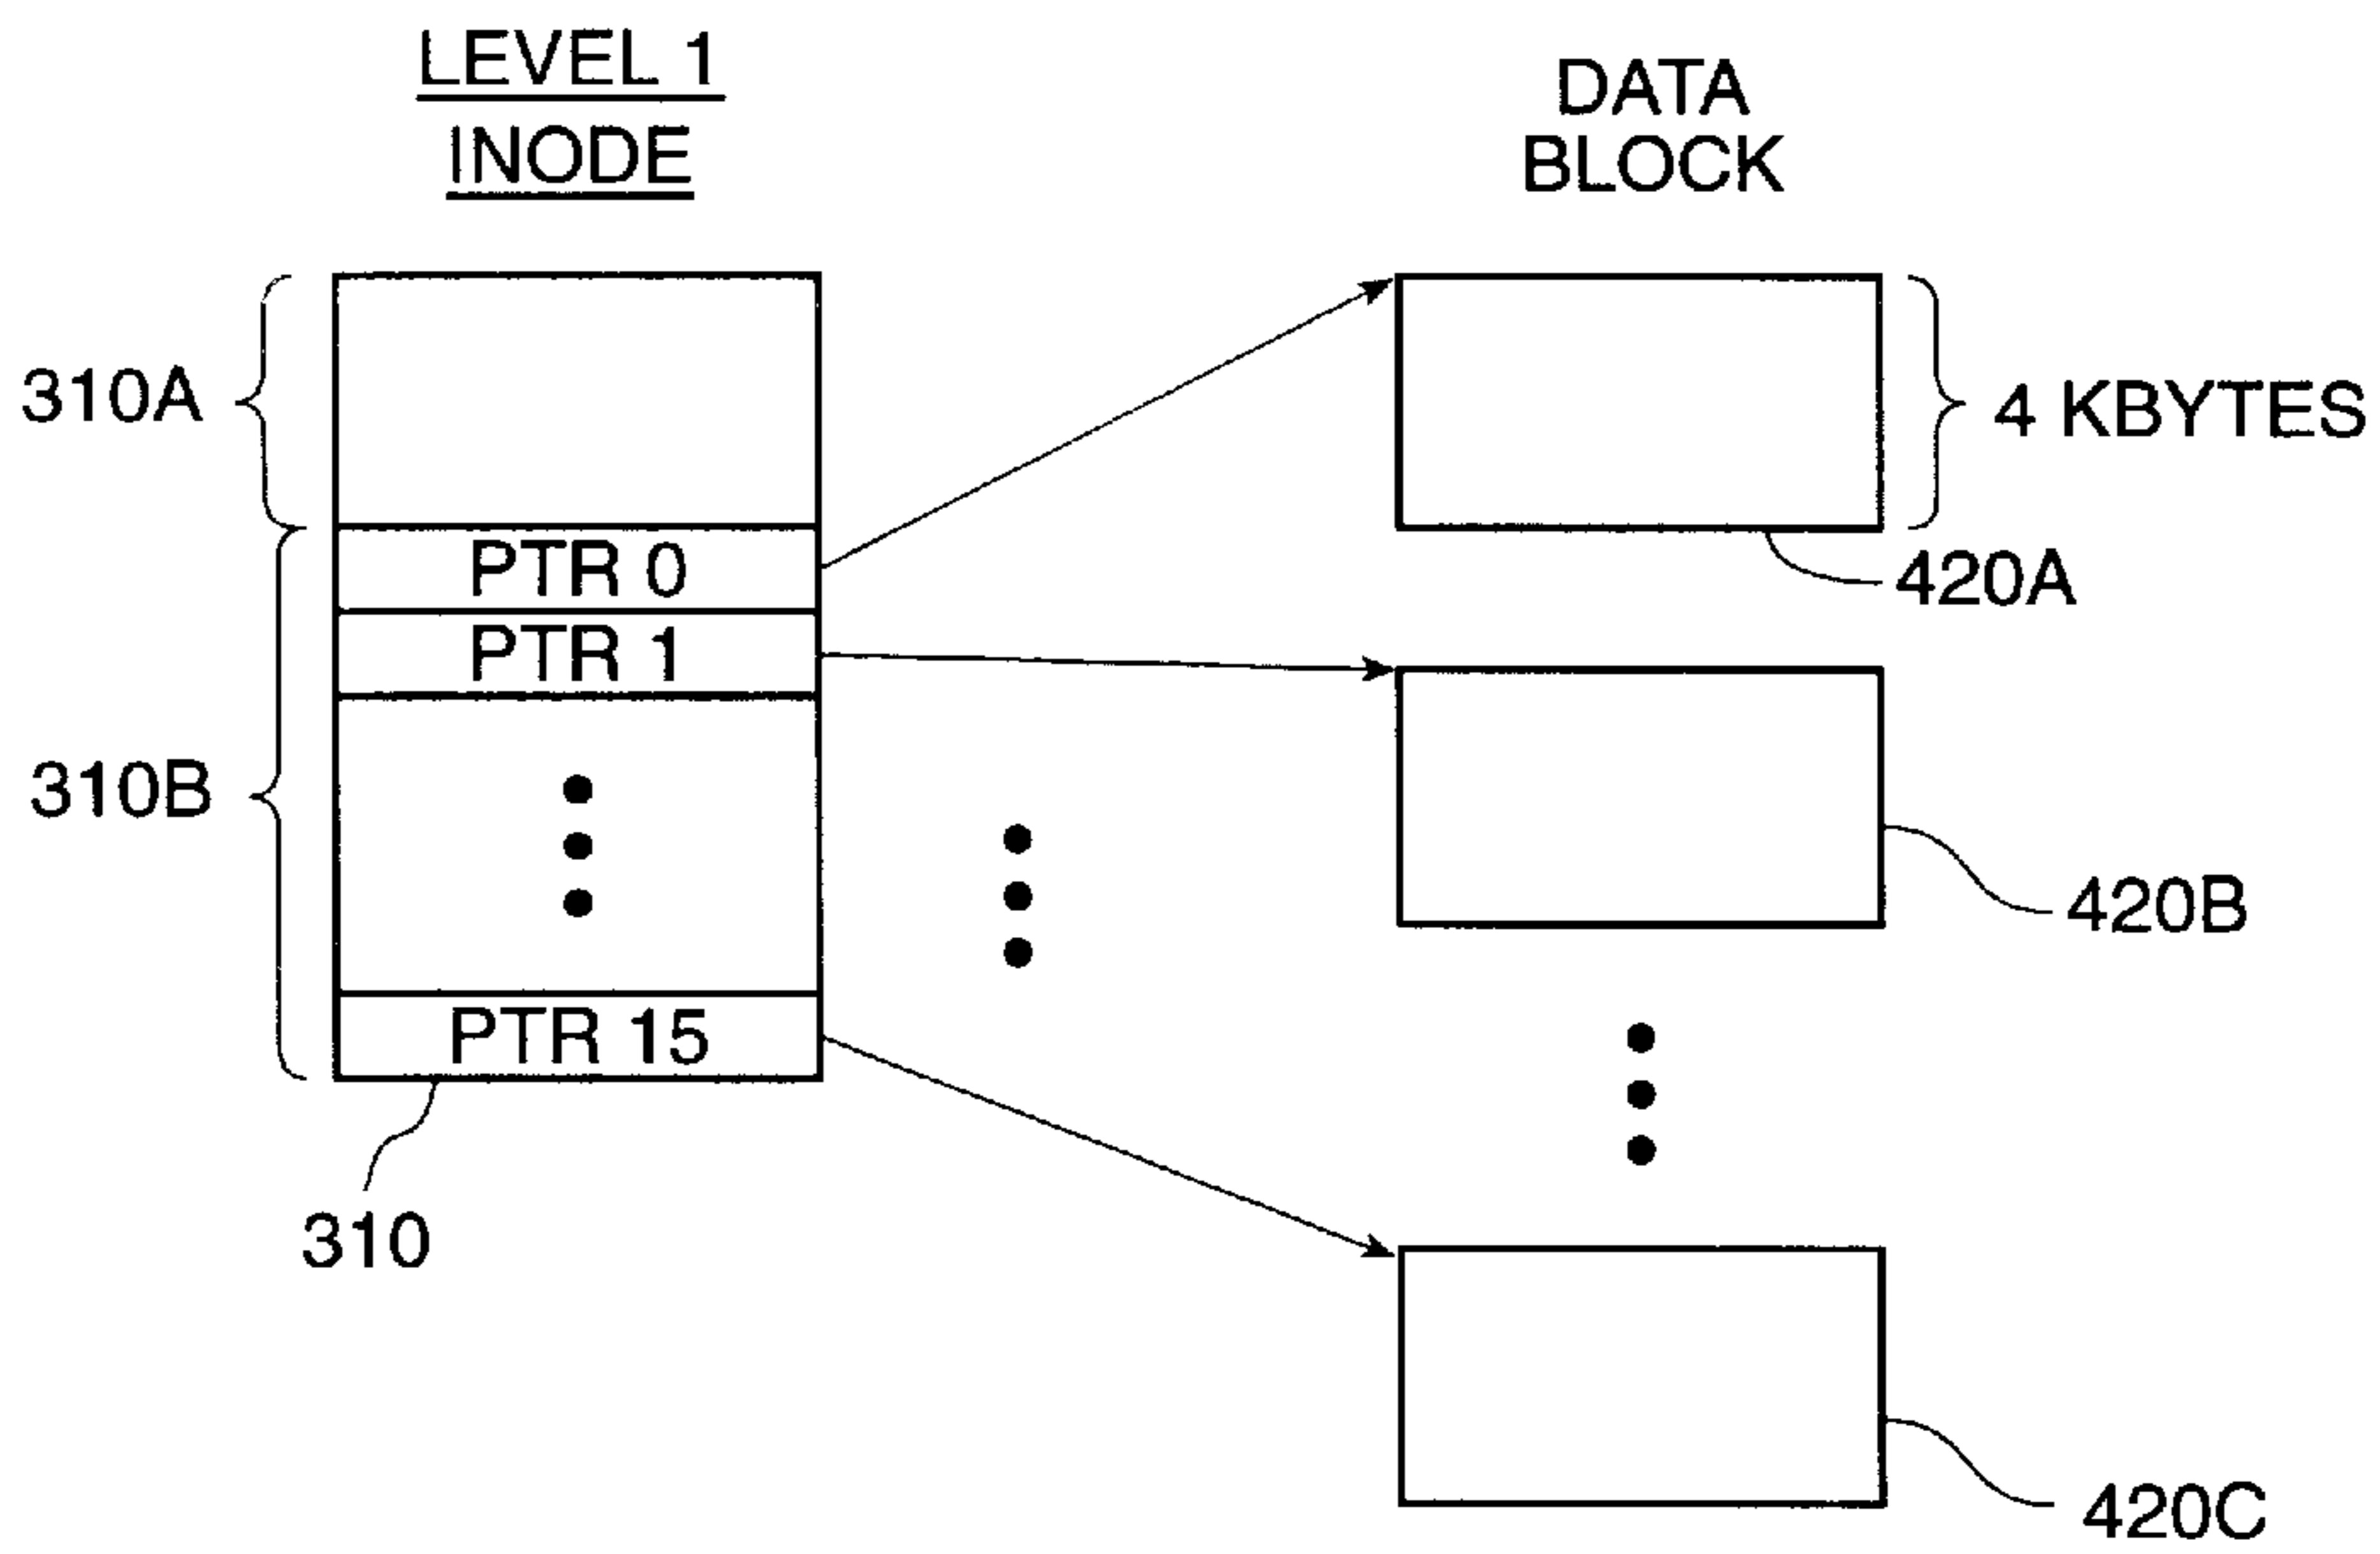 LEVEL 1
INODE
DATA
BLOCK
310A
4 KBYTES
PTR 0
420A
PTR 1
310B
420B
PTR 15
310
420C